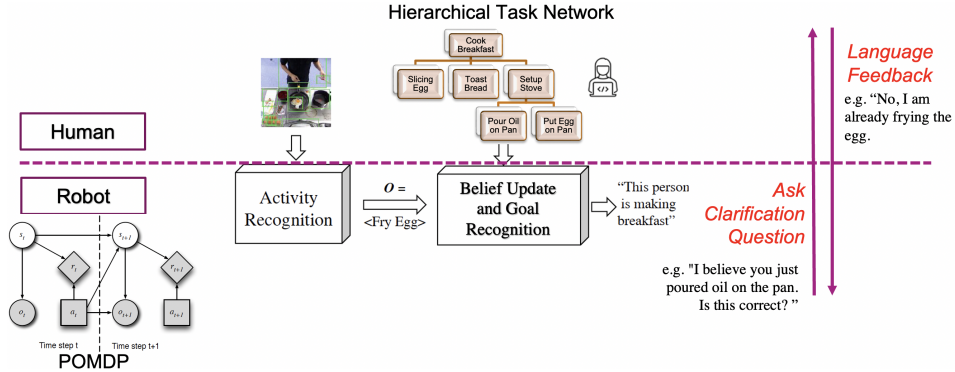 Hierarchical Task Network
Cook
Breakfast
Slicing
Egg
Toast
Bread
Setup
Stove
Pour Oil
on Pan
Put Egg
on Pan
Language
Feedback
e.g. “No, I am
already frying the
egg.
Human
Robot
Activity
Recognition
O =
<Fry Egg>
Belief Update
and Goal
Recognition
“This person
is making
breakfast”
Ask
Clarification
Question
e.g. "I believe you just
poured oil on the pan.
Is this correct? ”
s_t
s_t+1
r_t
r_t+1
o_t
a_t
o_t+1
a_t+1
Time step t
Time step t+1
POMDP